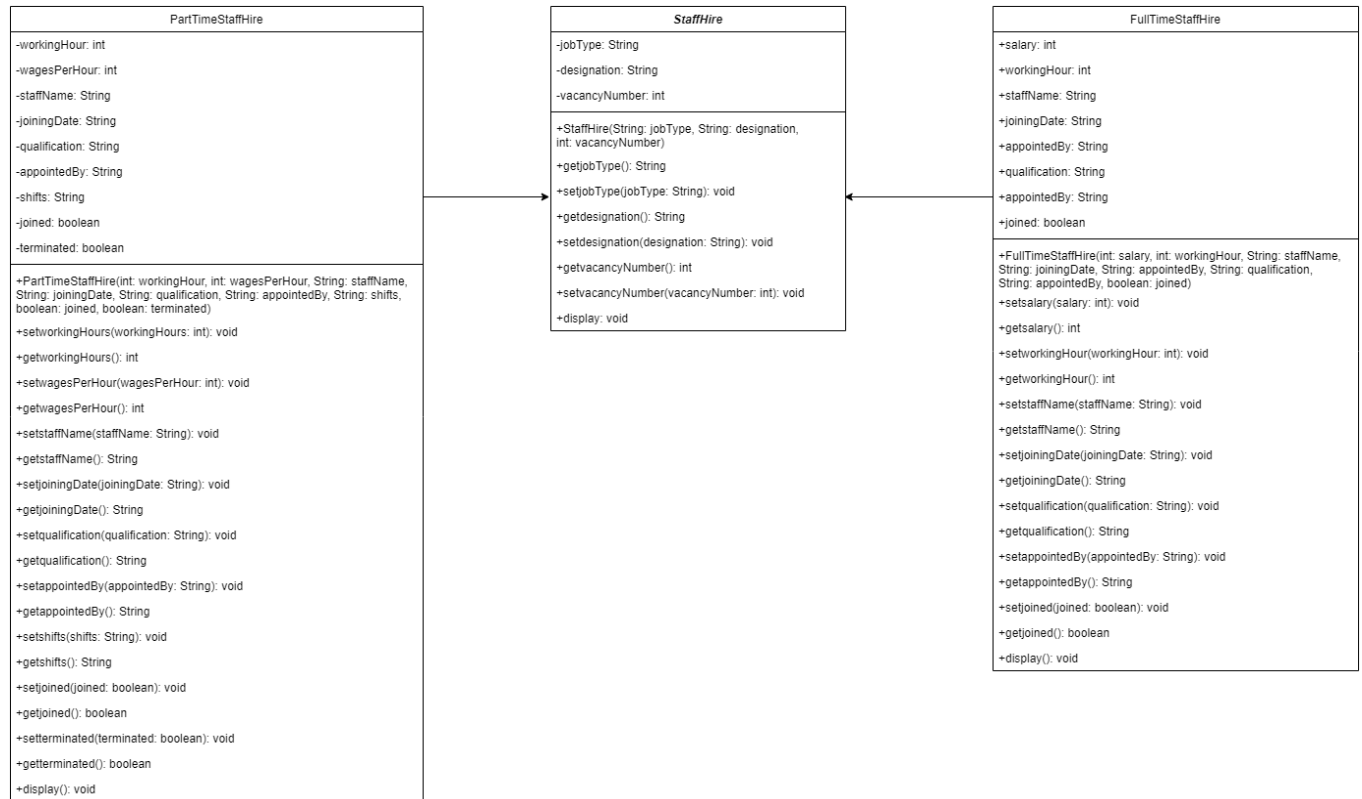 PartTimeStaffHire
-workingHour: int
-wagesPerHour: int
-staffName: String
-joiningDate: String
-qualification: String
-appointedBy: String
-shifts: String
-joined: boolean
-terminated: boolean
+PartTimeStaffHire(int: workingHour, int: wagesPerHour, String: staffName,
String: joiningDate, String: qualification, String: appointedBy, String: shifts,
boolean: joined, boolean: terminated)
+setworkingHours(workingHours: int): void
+getworkingHours(): int
+setwagesPerHour(wagesPerHour: int): void
+getwagesPerHour(): int
+setstaffName(staffName: String): void
+getstaffName(): String
+setjoiningDate(joiningDate: String): void
+getjoiningDate(): String
+setqualification(qualification: String): void
+getqualification(): String
+setappointedBy(appointedBy: String): void
+getappointedBy(): String
+setshifts(shifts: String): void
+getshifts(): String
+setjoined(joined: boolean): void
+getjoined(): boolean
+setterminated(terminated: boolean): void
+getterminated(): boolean
+display(): void
StaffHire
-jobType: String
-designation: String
-vacancyNumber: int
+StaffHire(String: jobType, String: designation,
int: vacancyNumber)
+getjobType(): String
+setjobType(jobType: String): void
+getdesignation(): String
+setdesignation(designation: String): void
+getvacancyNumber(): int
+setvacancyNumber(vacancyNumber: int): void
+display: void
FullTimeStaffHire
+salary: int
+workingHour: int
+staffName: String
+joiningDate: String
+appointedBy: String
+qualification: String
+appointedBy: String
+joined: boolean
+FullTimeStaffHire(int: salary, int: workingHour, String: staffName,
String: joiningDate, String: appointedBy, String: qualification,
String: appointedBy, boolean: joined)
+setsalary(salary: int): void
+getsalary(): int
+setworkingHour(workingHour: int): void
+getworkingHour(): int
+setstaffName(staffName: String): void
+getstaffName(): String
+setjoiningDate(joiningDate: String): void
+getjoiningDate(): String
+setqualification(qualification: String): void
+getqualification(): String
+setappointedBy(appointedBy: String): void
+getappointedBy(): String
+setjoined(joined: boolean): void
+getjoined(): boolean
+display(): void